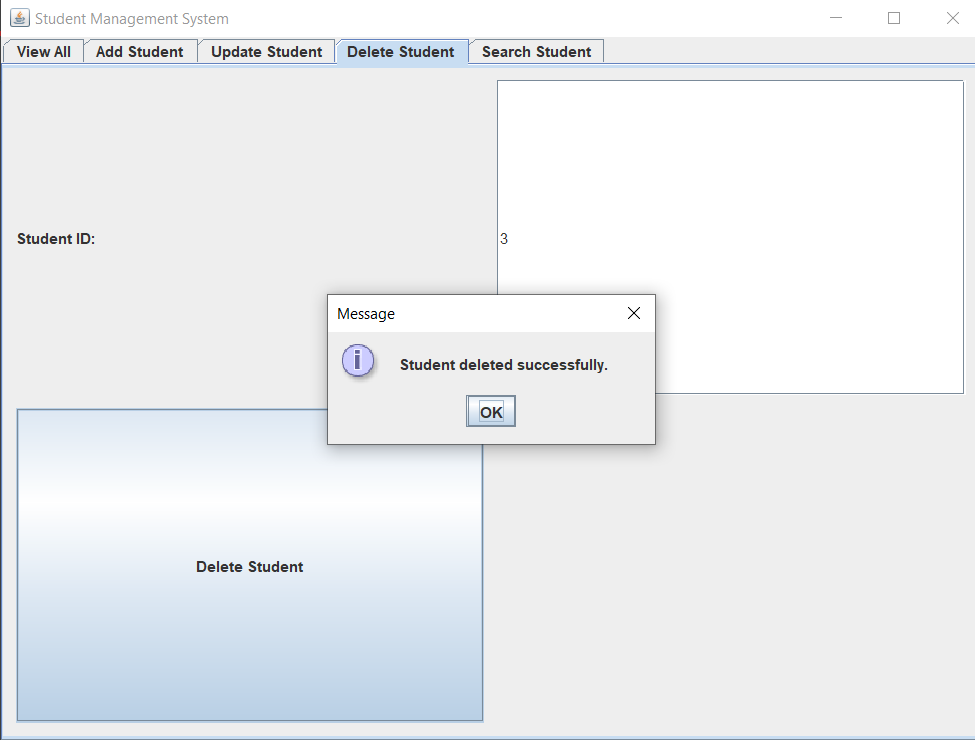 Student Management System
View All Add Student Update Student Delete Student Search Student
Student ID:
3
Message
i
Student deleted successfully.
OK
Delete Student